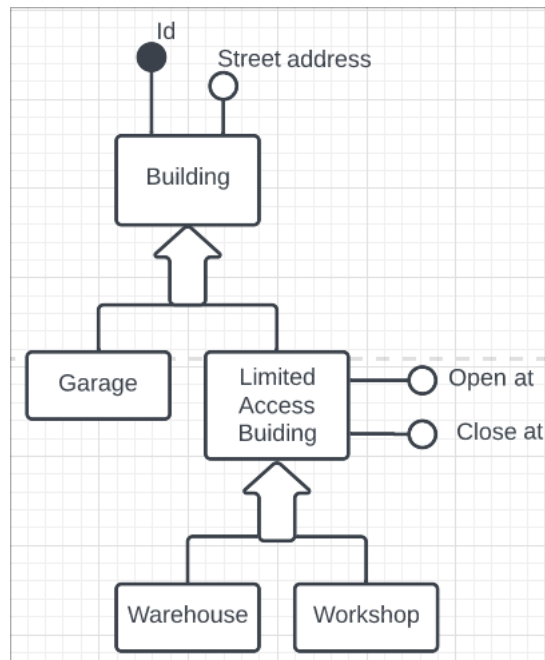 Id
Street address
Building
Garage
Limited
Access
Buiding
Open at
Close at
Warehouse
Workshop